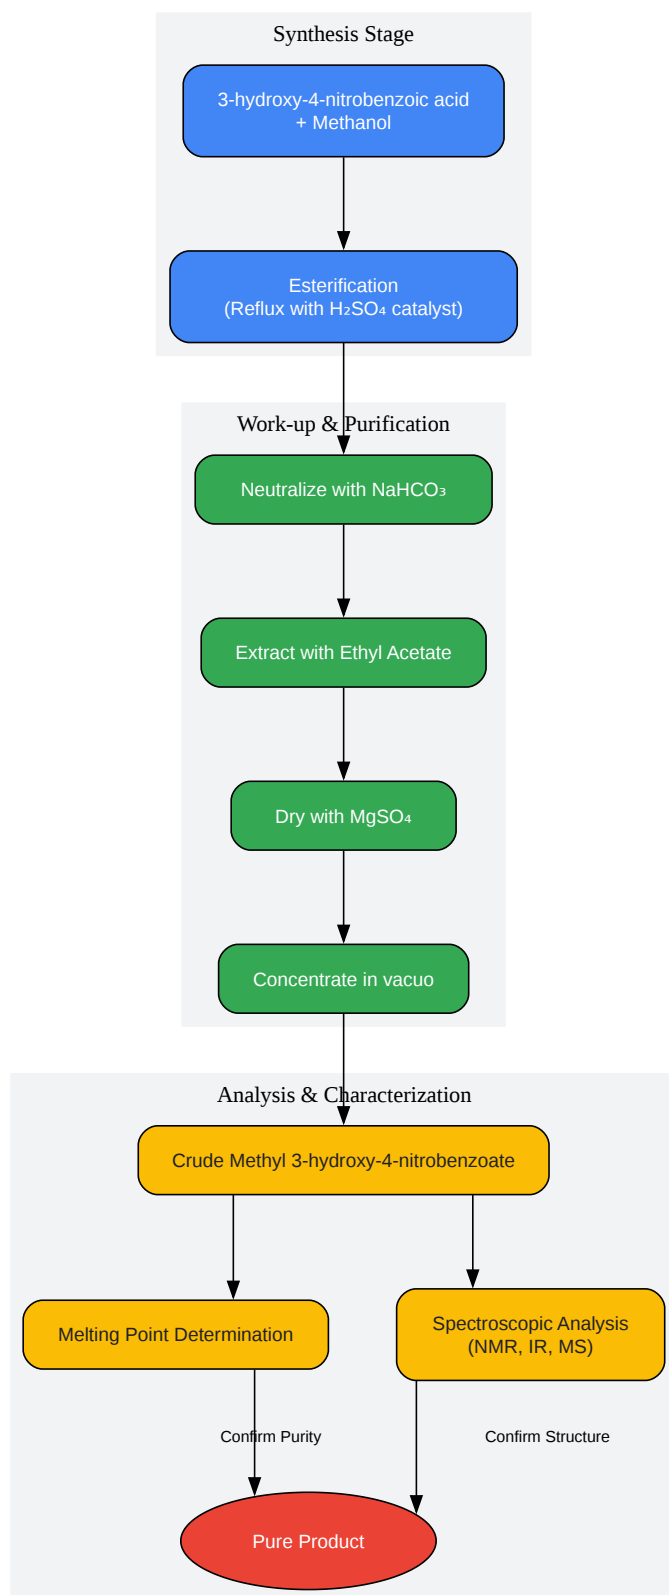 Synthesis Stage
3-hydroxy-4-nitrobenzoic acid
+ Methanol
Esterification
(Reflux with H₂SO₄ catalyst)
Work-up & Purification
Neutralize with NaHCO₃
Extract with Ethyl Acetate
Dry with MgSO₄
Concentrate in vacuo
Analysis & Characterization
Crude Methyl 3-hydroxy-4-nitrobenzoate
Melting Point Determination
Spectroscopic Analysis
(NMR, IR, MS)
Confirm Purity
Confirm Structure
Pure Product